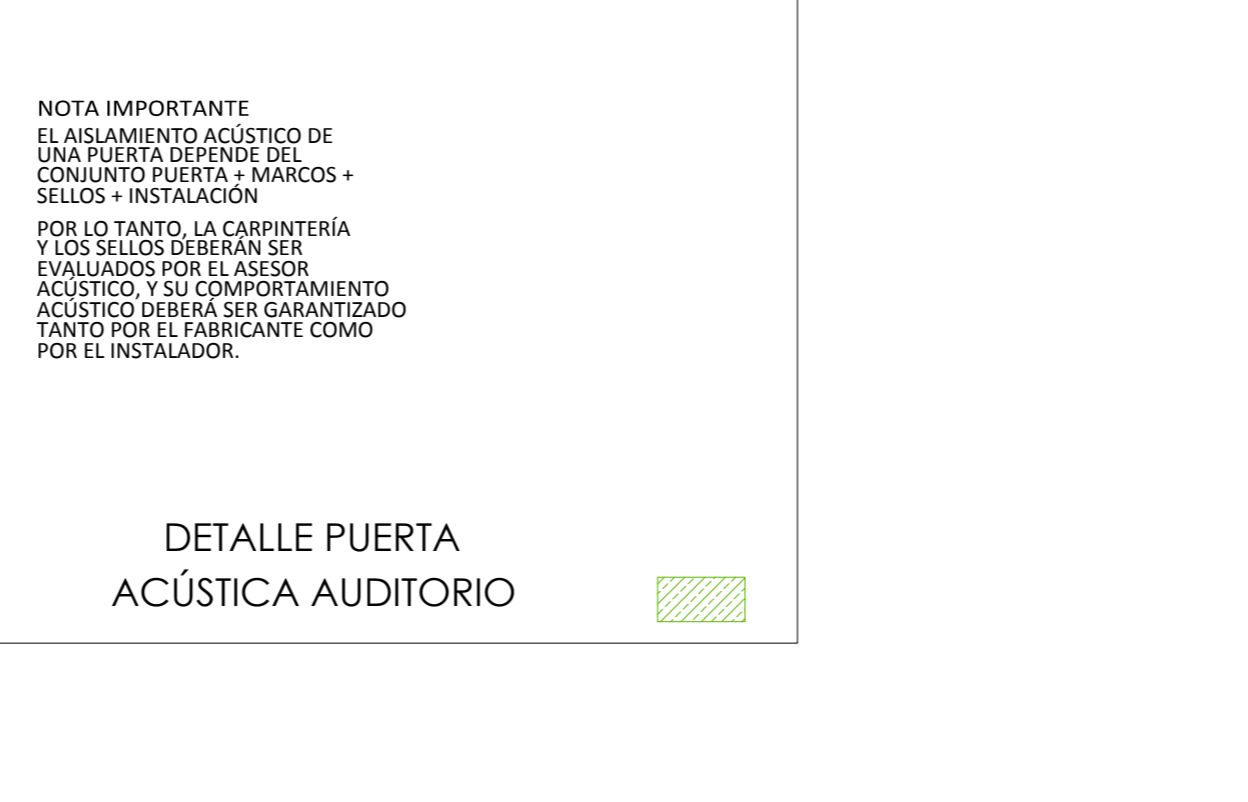 NOTA IMPORTANTE
EL AISLAMIENTO ACÚSTICO DE
UNA PUERTA DEPENDE DEL
CONJUNTO PUERTA + MARCOS +
SELLOS + INSTALACIÓN
POR LO TANTO, LA CARPINTERÍA
Y LOS SELLOS DEBERÁN SER
EVALUADOS POR EL ASESOR
ACÚSTICO, Y SU COMPORTAMIENTO
ACÚSTICO DEBERÁ SER GARANTIZADO
TANTO POR EL FABRICANTE COMO
POR EL INSTALADOR.
DETALLE PUERTA
ACÚSTICA AUDITORIO